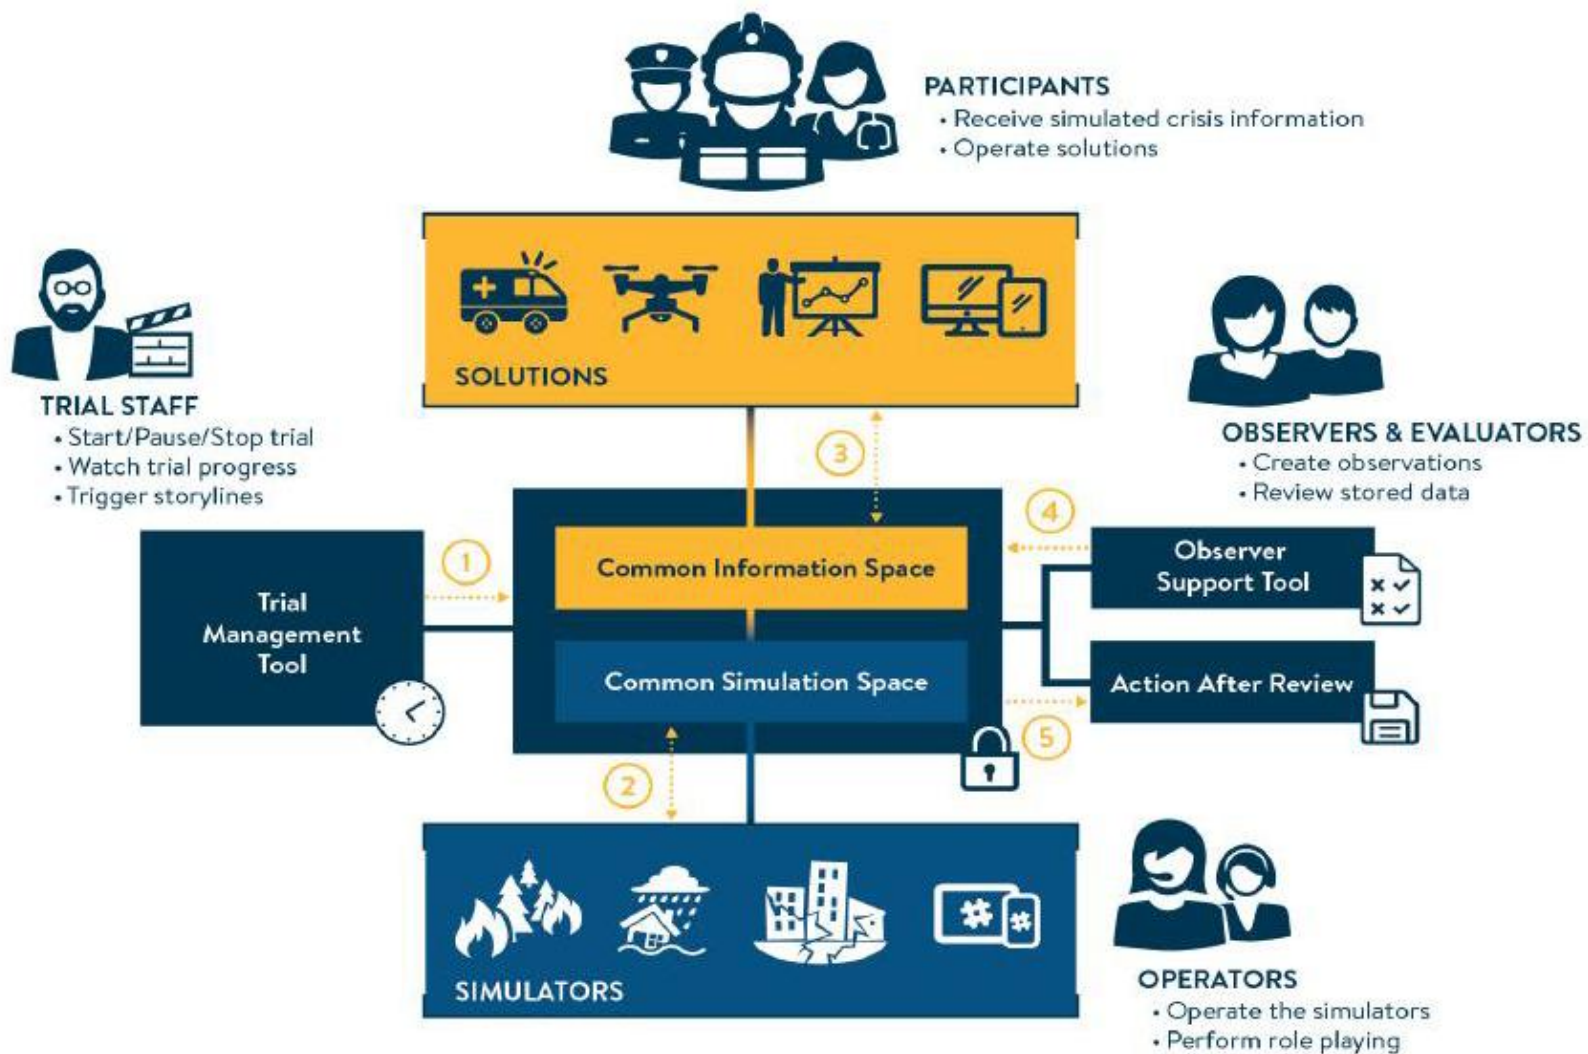 PARTICIPANTS
• Receive simulated crisis information
• Operate solutions
SOLUTIONS
TRIAL STAFF
• Start/Pause/Stop trial
• Watch trial progress
• Trigger storylines
OBSERVERS & EVALUATORS
• Create observations
• Review stored data
3
4
1
Common Information Space
Observer
Support Tool
Trial
Management
Tool
Common Simulation Space
Action After Review
5
2
SIMULATORS
# #
OPERATORS
• Operate the simulators
• Perform role playing